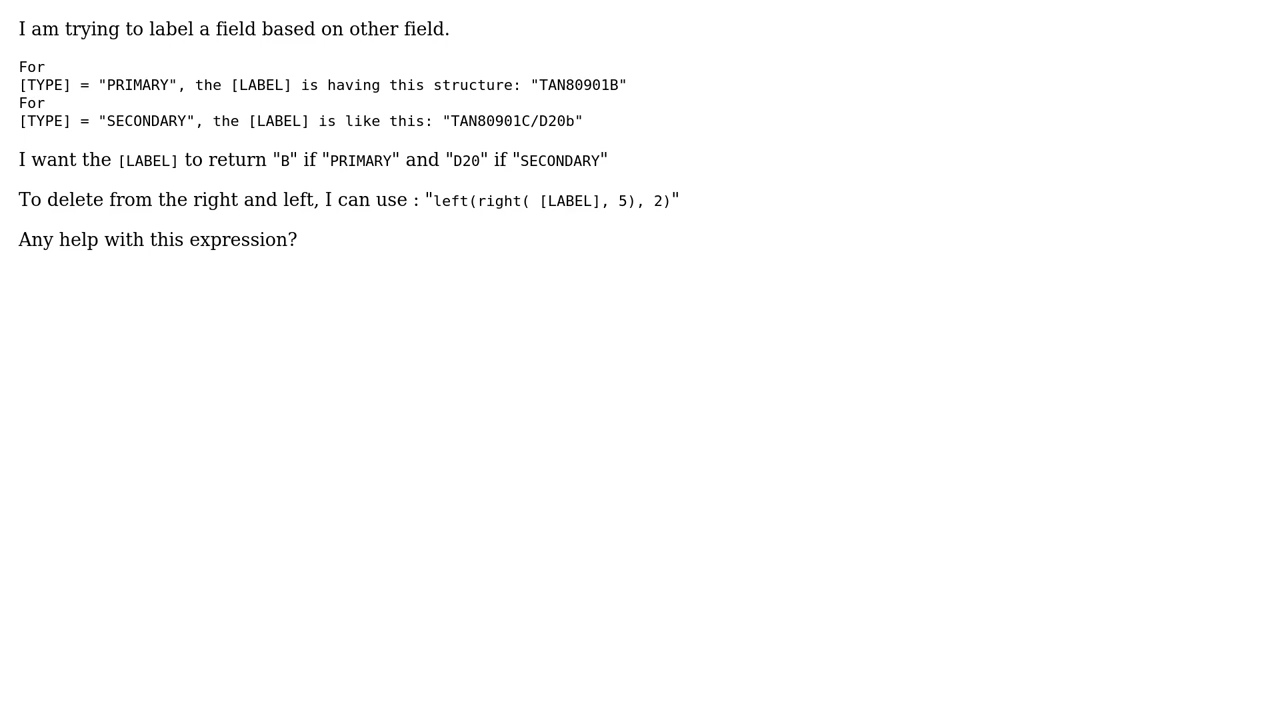 I am trying to label a field based on other field.
For
[TYPE] = "PRIMARY", the [LABEL] is having this structure: "TAN80901B"
For
[TYPE] = "SECONDARY", the [LABEL] is like this: "TAN80901C/D20b"
I want the [LABEL] to return "B" if "PRIMARY" and "D20" if "SECONDARY"
To delete from the right and left, I can use : "left(right( [LABEL], 5), 2)"
Any help with this expression?